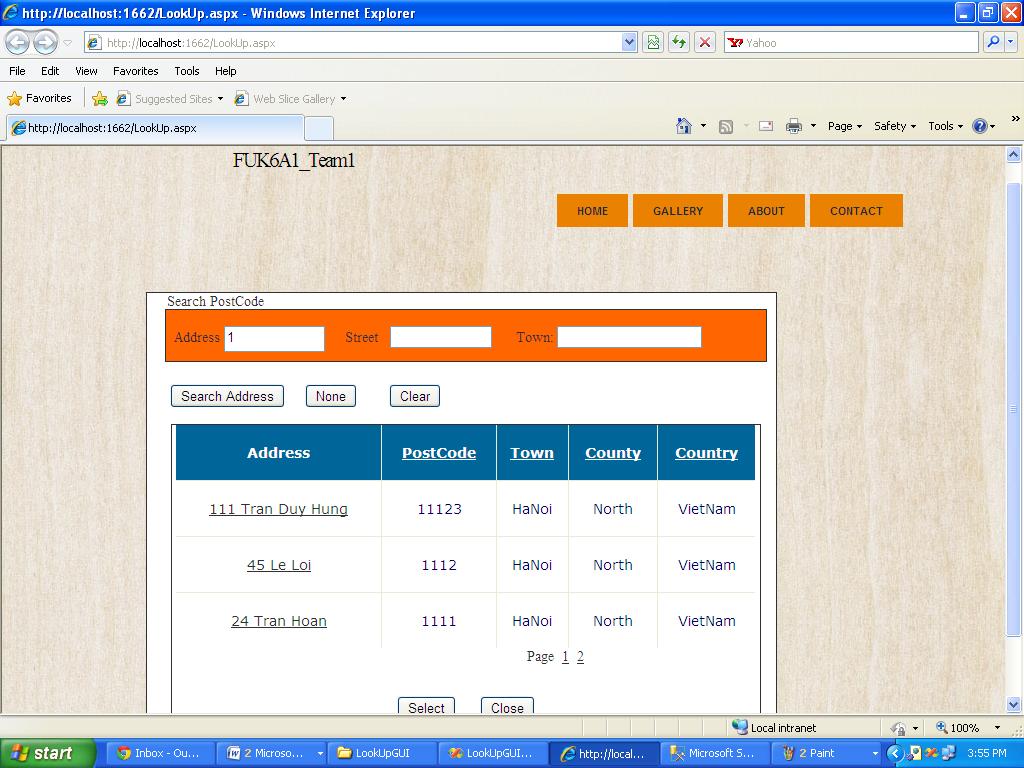 http://localhost:1662/LookUp.aspx - Windows Internet Explorer
http://localhost:1662/LookUp.aspx Yahoo
File Edit View Favorites Tools Help
Favorites Suggested Sites Web Slice Gallery
http://localhost:1662/LookUp.aspx Page Safety Tools »
FUK6A1_Team1
HOME GALLERY ABOUT CONTACT
Search PostCode
Address 1 Street Town:
Search Address None Clear
Address PostCode Town County Country
111 Tran Duy Hung 11123 HaNoi North VietNam
45 Le Loi 1112 HaNoi North VietNam
24 Tran Hoan 1111 HaNoi North VietNam
Page 1 2
Select Close
Local intranet 100%
start Inbox - Ou... 2 Microso... LookUpGUI LookUpGUI... http://local... Microsoft S... 2 Paint 3:55 PM